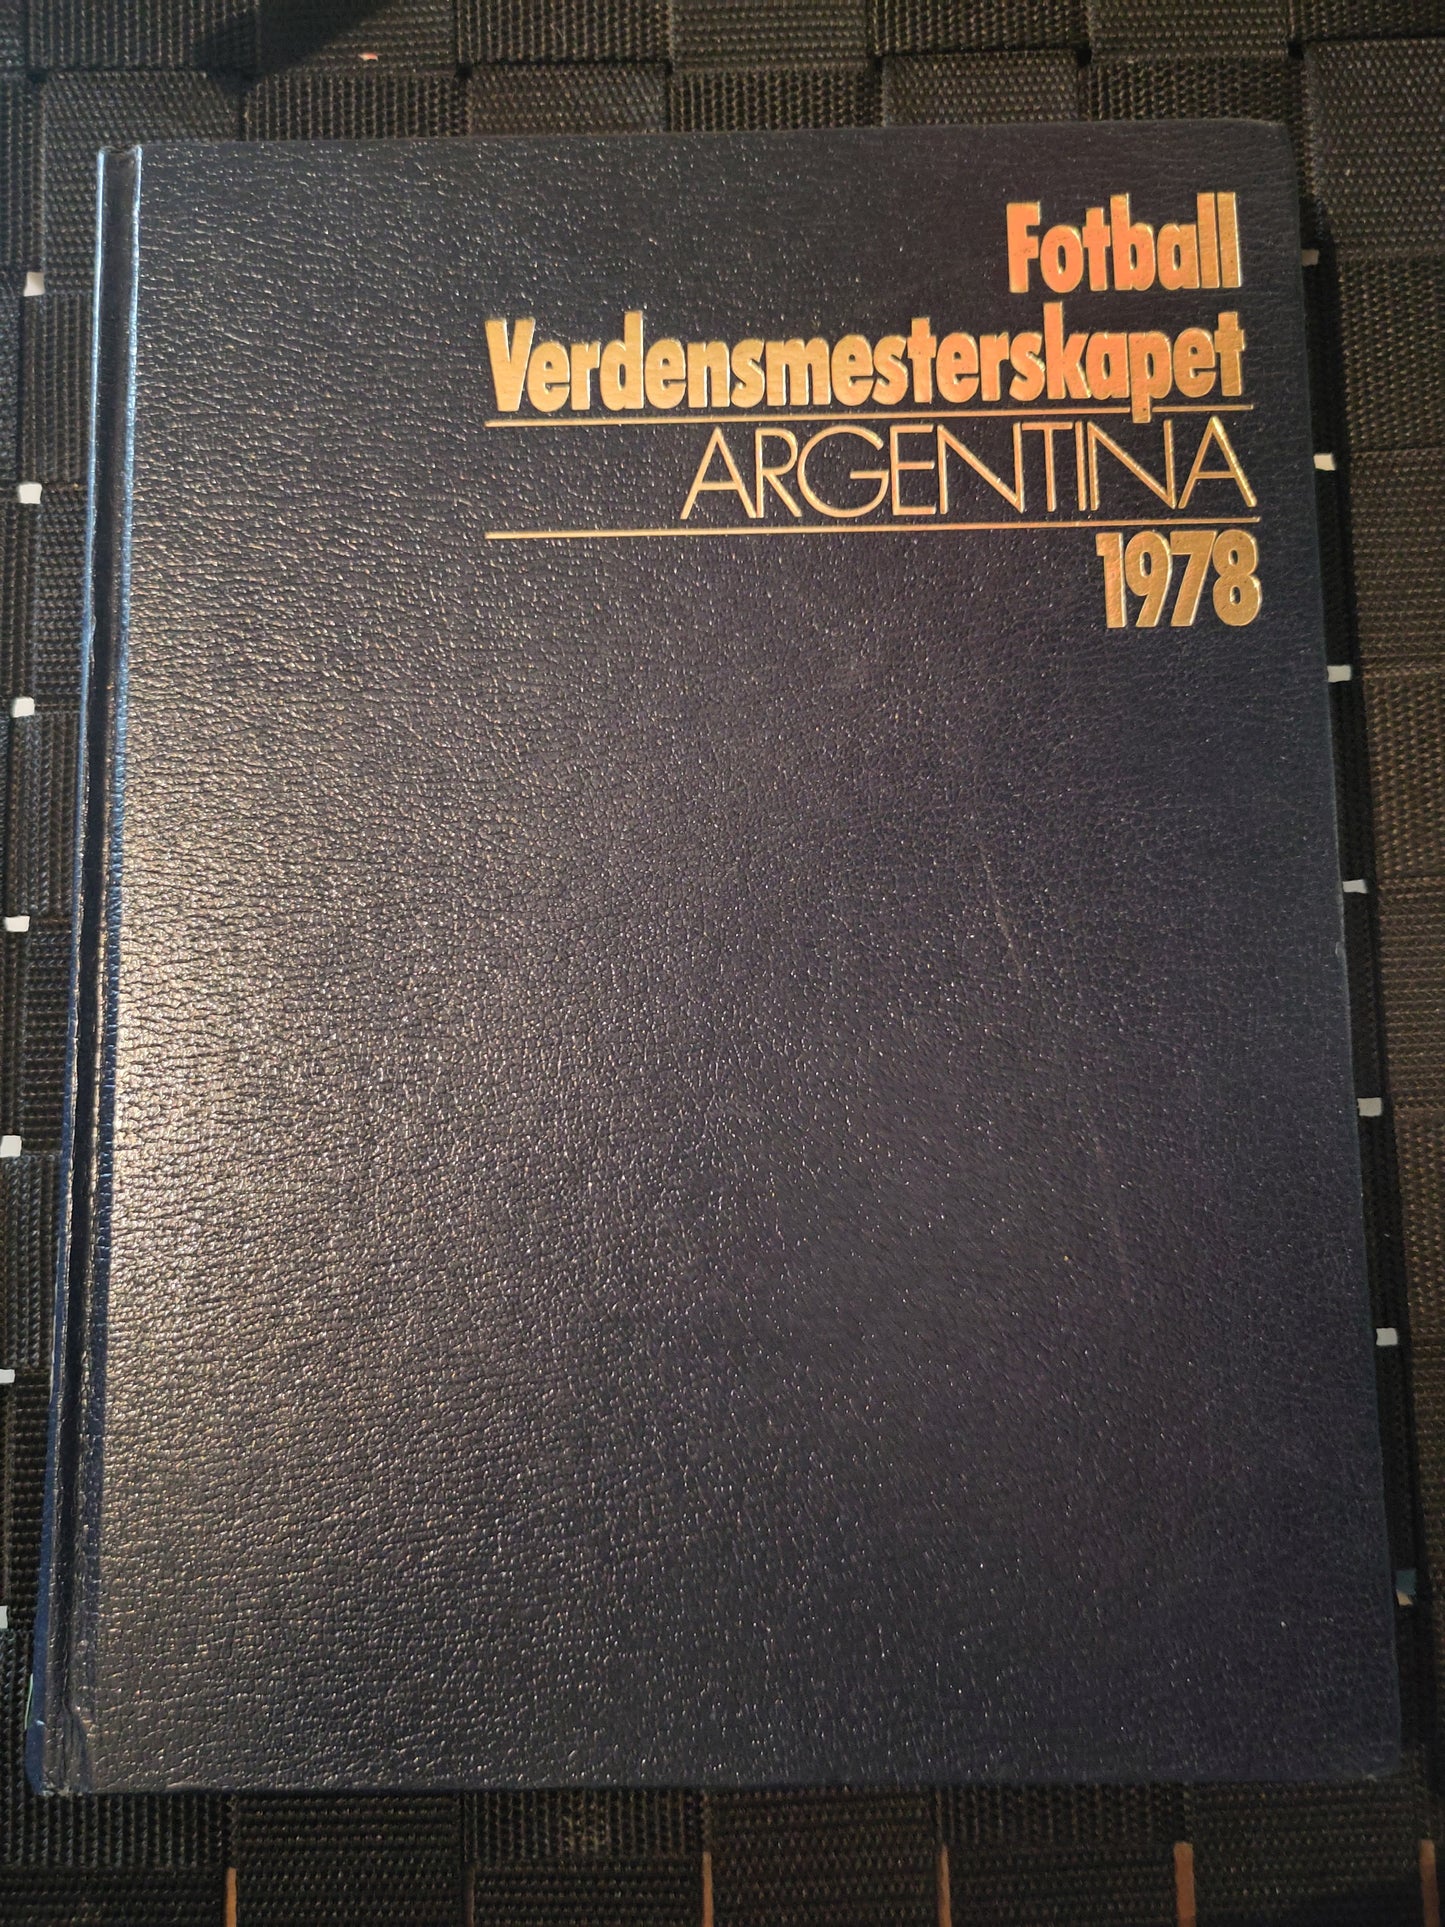 Fotball
Verdensmesterskapet
ARGENTINA
1978